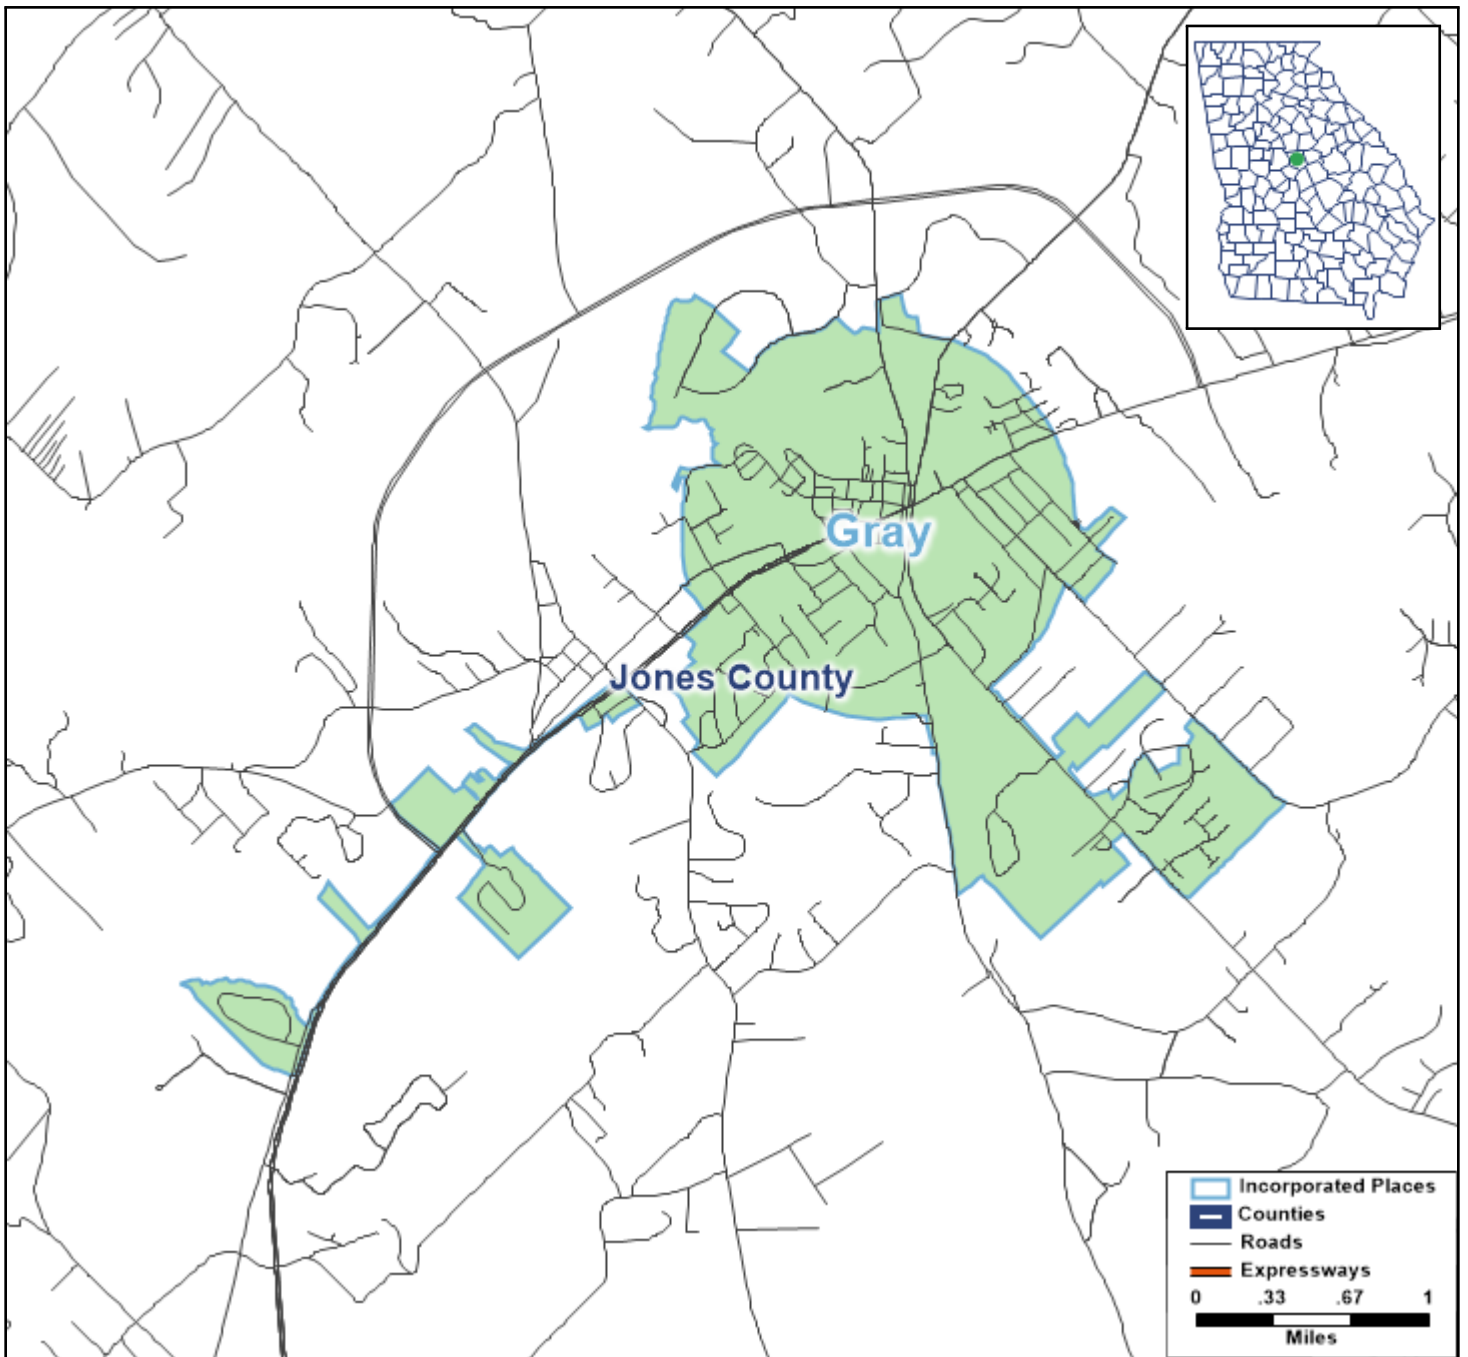 Gray
Jones County
Incorporated Places
Counties
Roads
Expressways
0 .33 .67 1
Miles